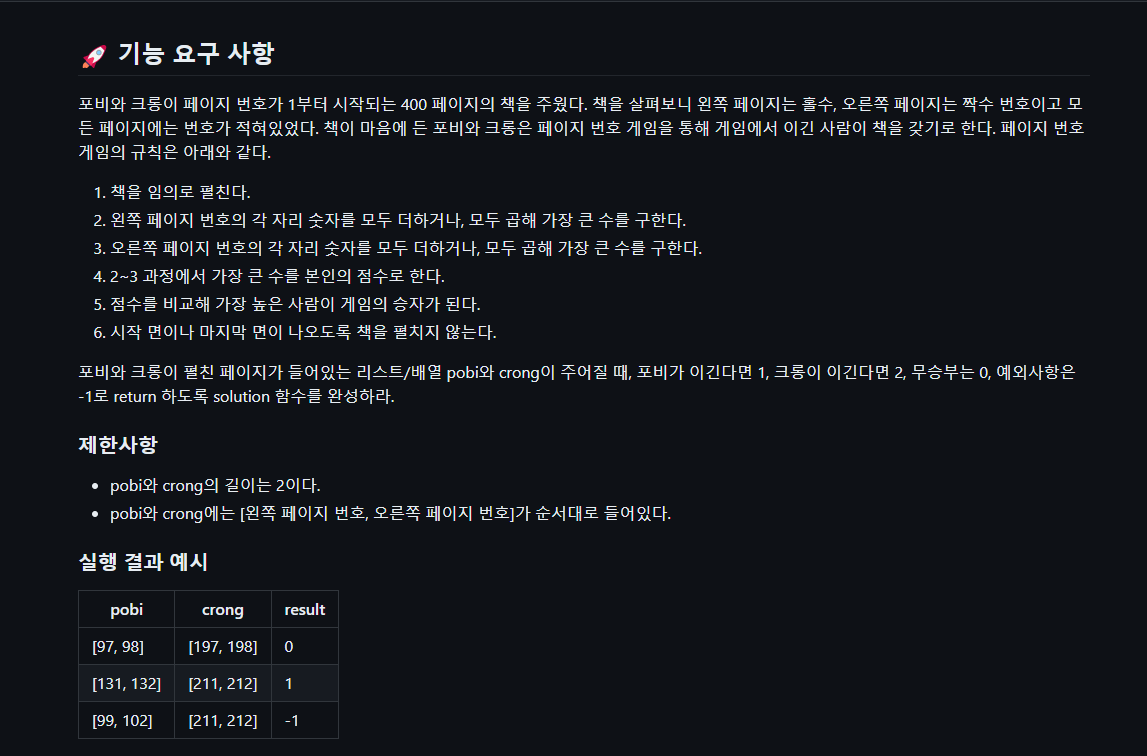 🚀 기능 요구 사항
포비와 크롱이 페이지 번호가 1부터 시작되는 400 페이지의 책을 주웠다. 책을 살펴보니 왼쪽 페이지는 홀수, 오른쪽 페이지는 짝수 번호이고 모
든 페이지에는 번호가 적혀있었다. 책이 마음에 든 포비와 크롱은 페이지 번호 게임을 통해 게임에서 이긴 사람이 책을 갖기로 한다. 페이지 번호
게임의 규칙은 아래와 같다.
1. 책을 임의로 펼친다.
2. 왼쪽 페이지 번호의 각 자리 숫자를 모두 더하거나, 모두 곱해 가장 큰 수를 구한다.
3. 오른쪽 페이지 번호의 각 자리 숫자를 모두 더하거나, 모두 곱해 가장 큰 수를 구한다.
4. 2~3 과정에서 가장 큰 수를 본인의 점수로 한다.
5. 점수를 비교해 가장 높은 사람이 게임의 승자가 된다.
6. 시작 면이나 마지막 면이 나오도록 책을 펼치지 않는다.
포비와 크롱이 펼친 페이지가 들어있는 리스트/배열 pobi와 crong이 주어질 때, 포비가 이긴다면 1, 크롱이 이긴다면 2, 무승부는 0, 예외사항은
-1로 return 하도록 solution 함수를 완성하라.
제한사항
• pobi와 crong의 길이는 2이다.
• pobi와 crong에는 [왼쪽 페이지 번호, 오른쪽 페이지 번호]가 순서대로 들어있다.
실행 결과 예시
pobi crong result
[97, 98] [197, 198] 0
[131, 132] [211, 212] 1
[99, 102] [211, 212] -1